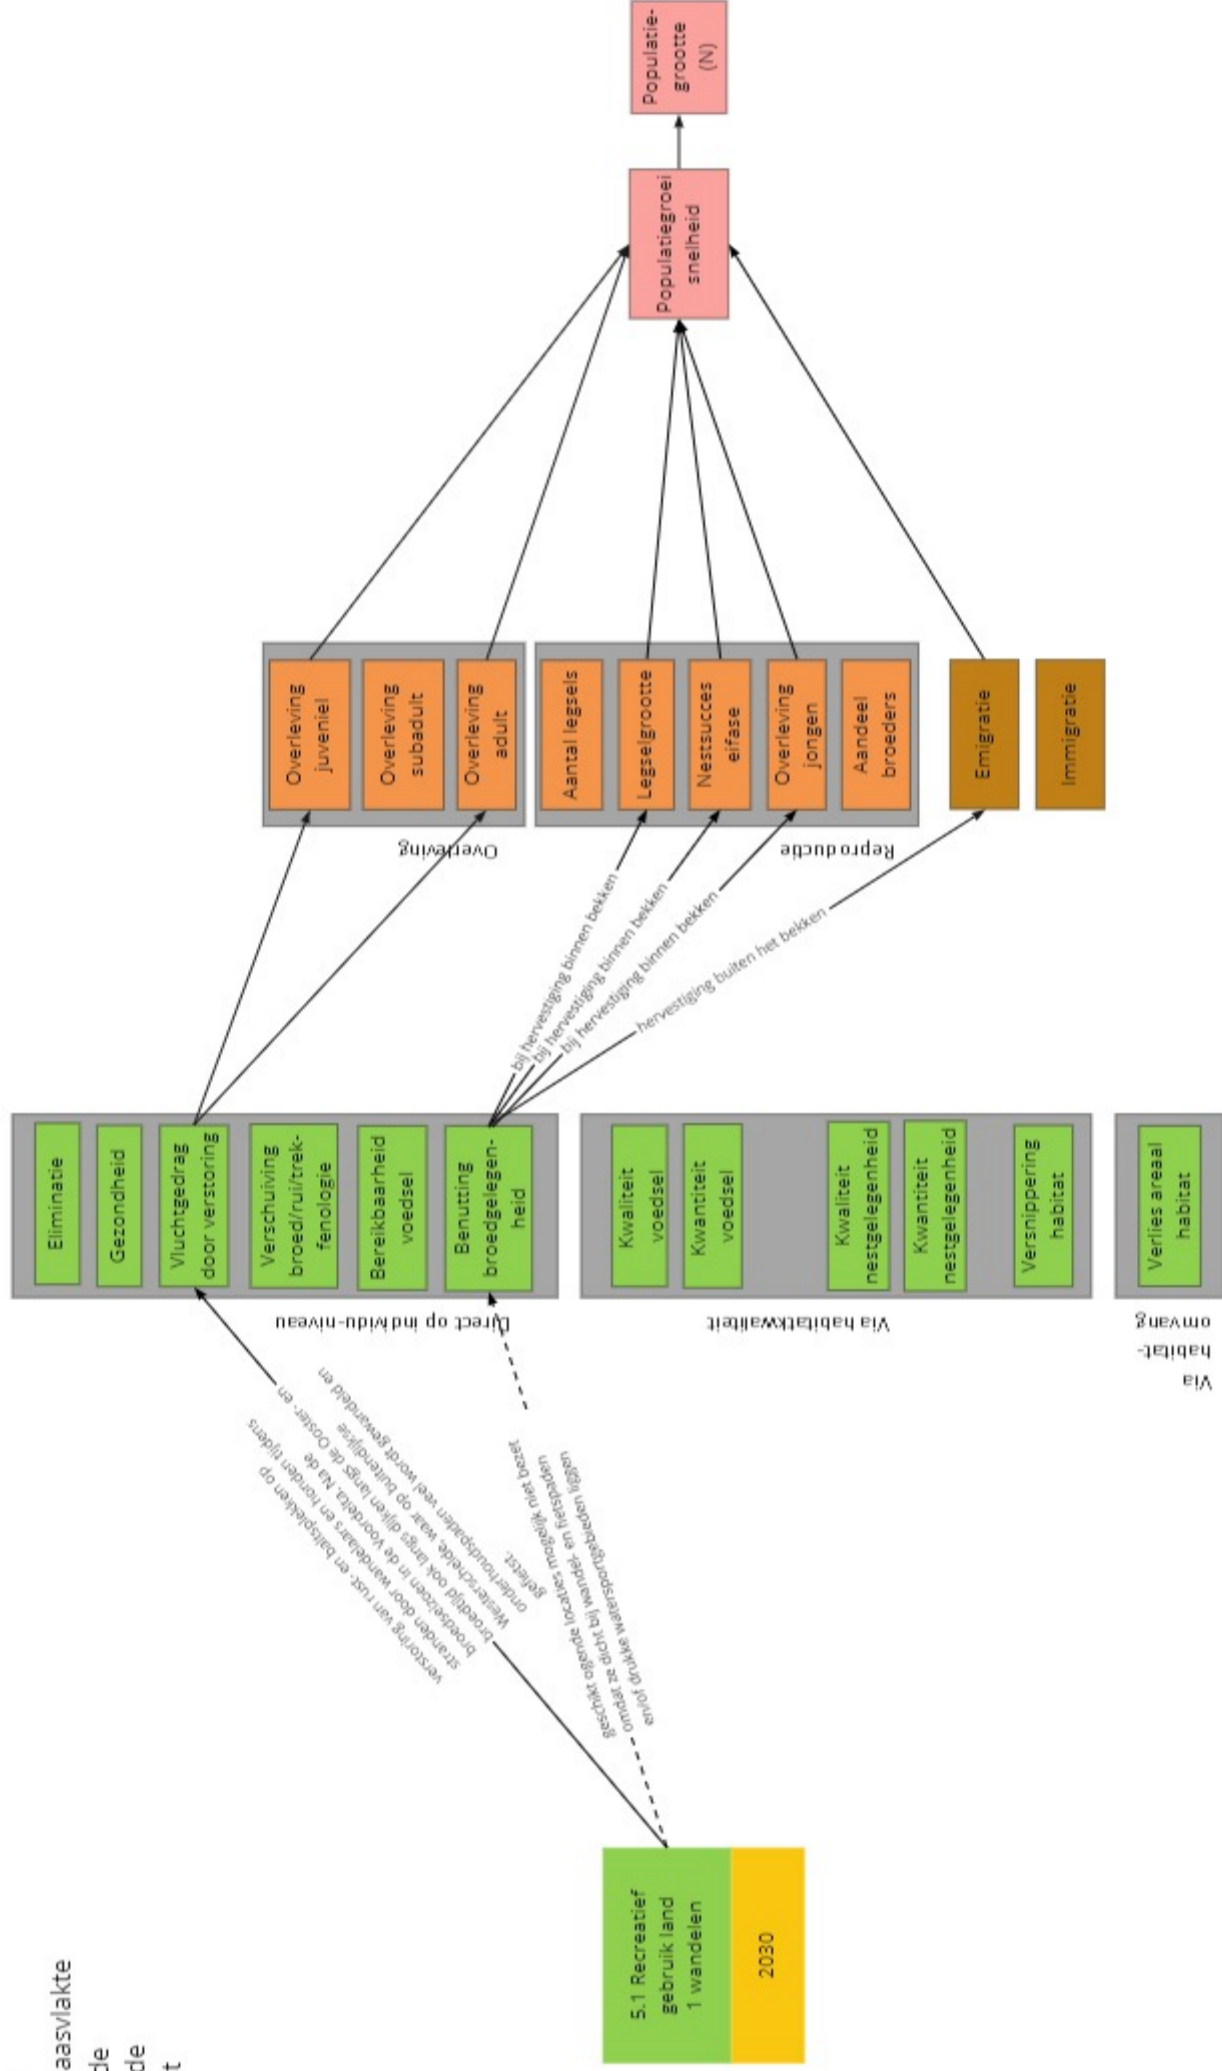 aasvlakte
de
de
t
5.1 Recreatief
gebruik land
1 wandelen
2030
verstoring van rust- en baltsplekken op
stranden door wandelaars en honden tijdens
broedseizoen in de Voordelta. Na de
broedtijd ook langs dijken langs de Ooster- en
Westerschelde, waar op buitendijkse
onderhoudspaden veel wordt gewandeld en
gefietst.
geschikt ogende locaties mogelijk niet bezet
omdat ze dicht bij wandel- en fietspaden
en/of drukke watersportgebieden liggen
Direct op individu-niveau
Eliminatie
Gezondheid
Vluchtgedrag
door verstoring
Verschuiving
broed/rui/trek-
fenologie
Bereikbaarheid
voedsel
Benutting
broedgelegen-
heid
Via habitatkwaliteit
Kwaliteit
voedsel
Kwantiteit
voedsel
Kwaliteit
nestgelegenheid
Kwantiteit
nestgelegenheid
Versnippering
habitat
Via
habitat-
omvang
Verlies areaal
habitat
bij hervestiging binnen bekken
bij hervestiging binnen bekken
bij hervestiging binnen bekken
hervestiging buiten het bekken
Overleving
Overleving
juveniel
Overleving
subadult
Overleving
adult
Reproductie
Aantal legsels
Legselgrootte
Nestsucces
eifase
Overleving
jongen
Aandeel
broeders
Emigratie
Immigratie
Populatiegroei
snelheid
Populatie-
grootte
(N)